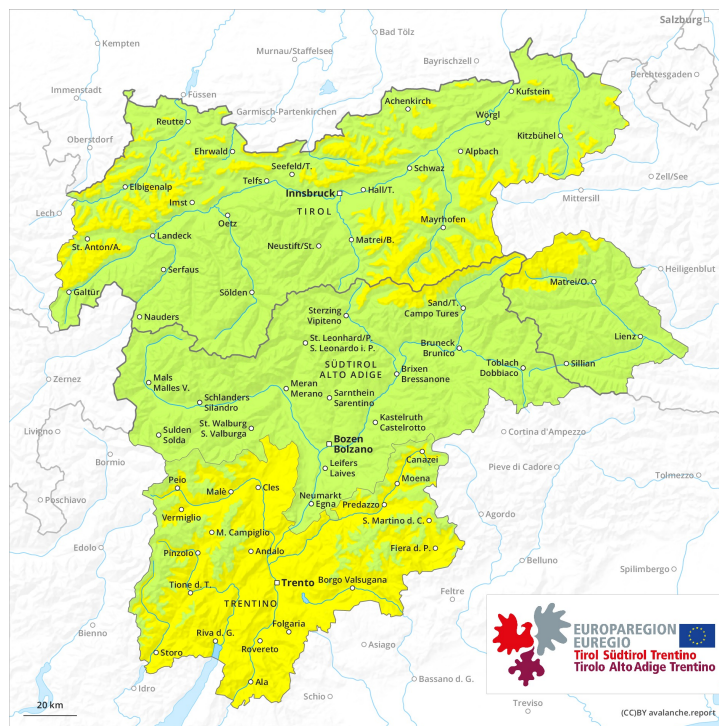 Salzburg
Kempten
Bad Tölz
Murnau/Staffelsee
Bayrischzell
Berchtesgaden
Immenstadt
Füssen
Kufstein
Achenkirch
Garmisch-Partenkirchen
Reutte
Wörgl
Oberstdorf
Kitzbühel
Ehrwald
Alpbach
Seefeld/T.
Schwaz
Zell/See
Telfs
Elbigenalp
Innsbruck
Hall/T.
Mittersill
Imst
TIROL
Lech
Oetz
Mayrhofen
Landeck
St. Anton/A.
Neustift/St.
Matrei/B.
Serfaus
Heiligenblut
Matrei/O.
Galtür
Sölden
Nauders
Sterzing
Vipiteno
Sand/T.
Campo Tures
Lienz
St. Leonhard/P.
S. Leonardo i. P.
Bruneck
Brunico
Sillian
SÜDTIROL
ALTO ADIGE
Toblach
Dobbiaco
Zernez
Mals
Malles V.
Meran
Merano
Brixen
Bressanone
Schlanders
Silandro
Sarnthein
Sarentino
Kastelruth
Castelrotto
St. Walburg
S. Valburga
Livigno
Sulden
Solda
Bozen
Bolzano
Cortina d'Ampezzo
Bormio
Canazei
Pieve di Cadore
Leifers
Laives
Tolmezzo
Peio
Moena
Malè
Cles
Poschiavo
Neumarkt
Egna
Predazzo
Vermiglio
Agordo
S. Martino d. C.
M. Campiglio
Edolo
Pinzolo
Andalo
Fiera d. P.
Belluno
Spilimbergo
Tione d. T.
Trento
Borgo Valsugana
Feltre
TRENTINO
Folgaria
Bienno
Riva d. G.
Rovereto
Asiago
Storo
Ala
Bassano d. G.
Idro
Schio
Treviso
EUROPAREGION
EUREGIO
Tirol Südtirol Trentino
Tirolo Alto Adige Trentino
20 km
(CC)BY avalanche.report